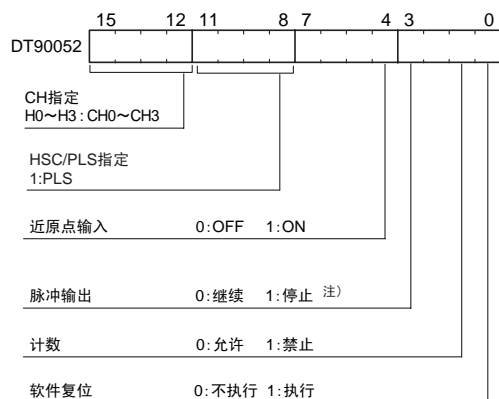 15 12 11 8 7 4 3 0
DT90052
CH指定
H0~H3：CH0~CH3
HSC/PLS指定
1:PLS
近原点输入 0:OFF 1:ON
脉冲输出 0:继续 1:停止 注）
计数 0:允许 1:禁止
软件复位 0:不执行 1:执行